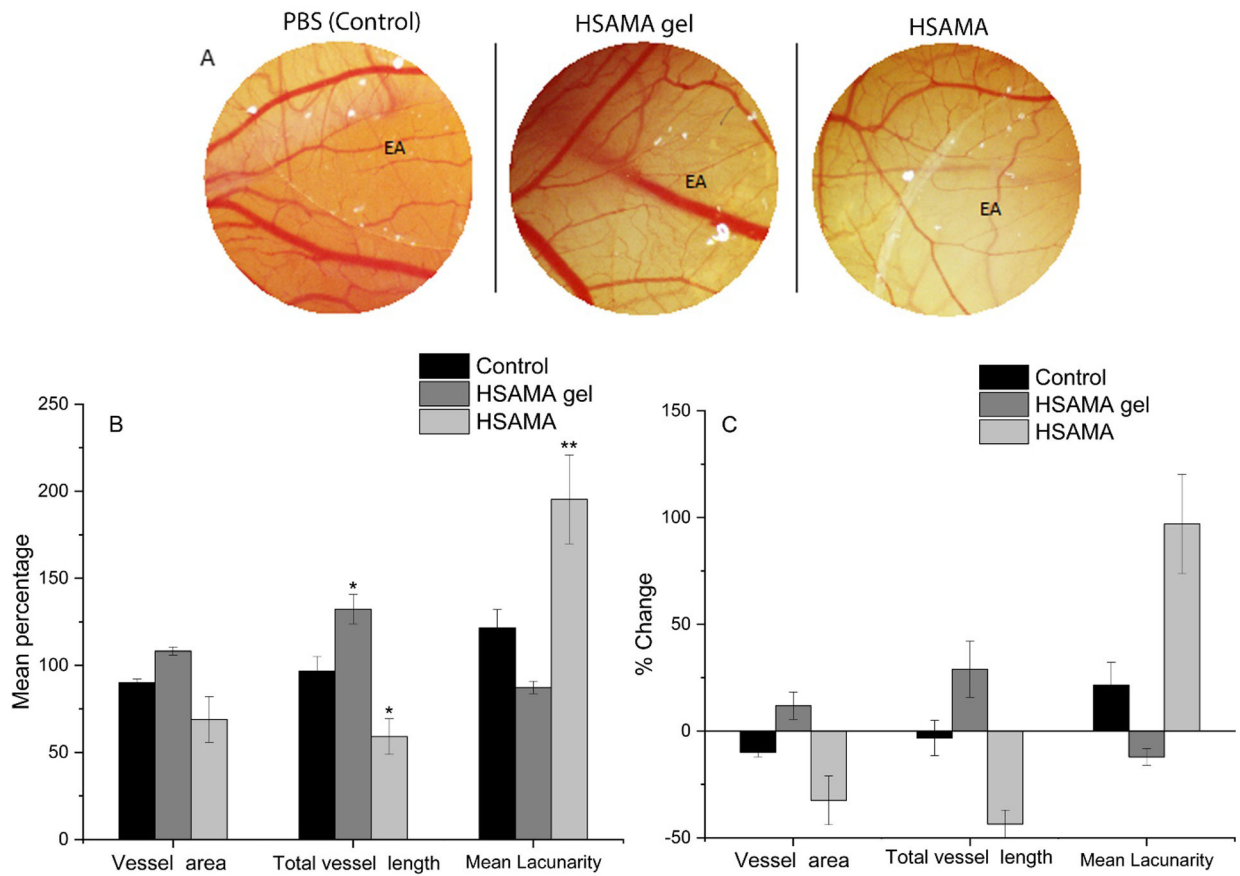 PBS (Control)
HSAMA gel
HSAMA
A
EA
EA
EA
Control
HSAMA gel
HSAMA
B
250
200
150
100
50
0
Mean percentage
*
*
**
Vessel area
Total vessel length
Mean Lacunarity
Control
HSAMA gel
HSAMA
C
150
100
50
0
-50
% Change
Vessel area
Total vessel length
Mean Lacunarity